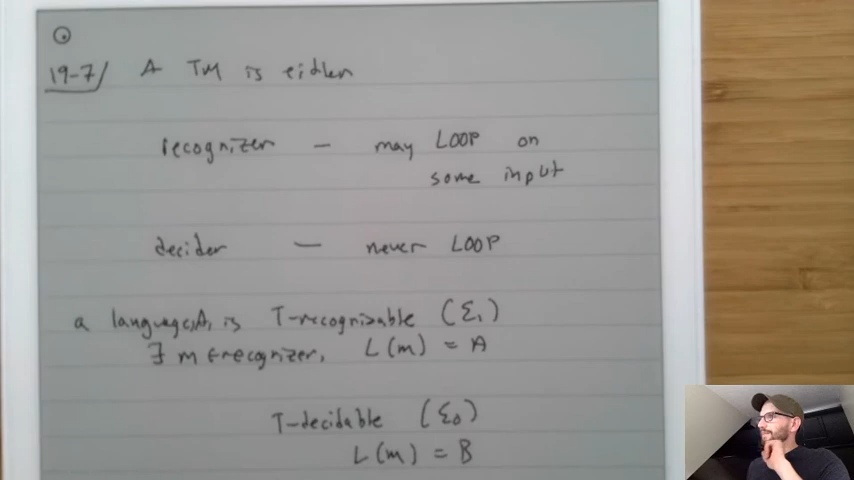 19-7/ A TM is either
recognizer — may LOOP on
some input
decider — never LOOP
a language, A, is T-recognizable (Σ₁)
∃ m ∈ recognizer, L(m) = A
T-decidable (Σ₀)
L(m) = B